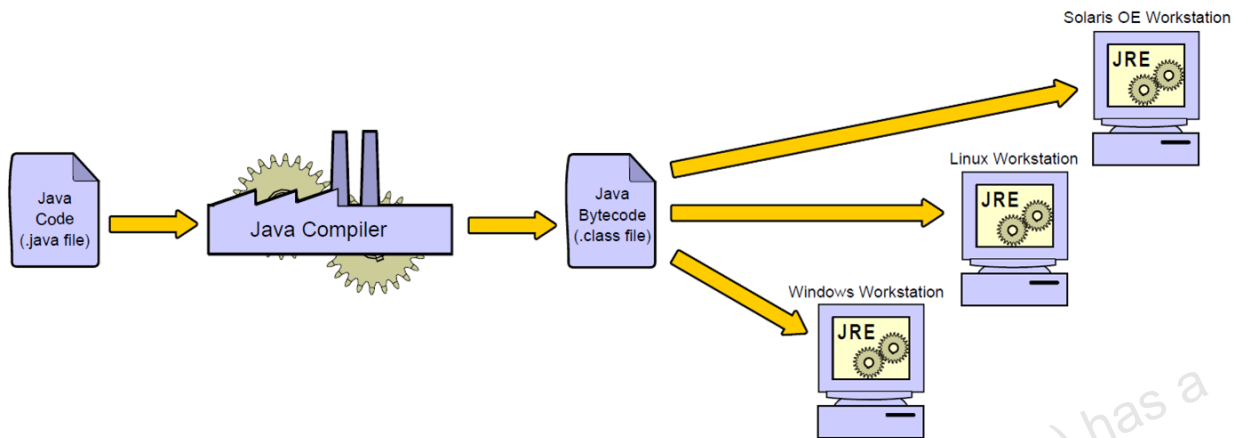 Solaris OE Workstation
JRE
Linux Workstation
JRE
Java
Code
(.java file)
Java Compiler
Java
Bytecode
(.class file)
Windows Workstation
JRE
) has a